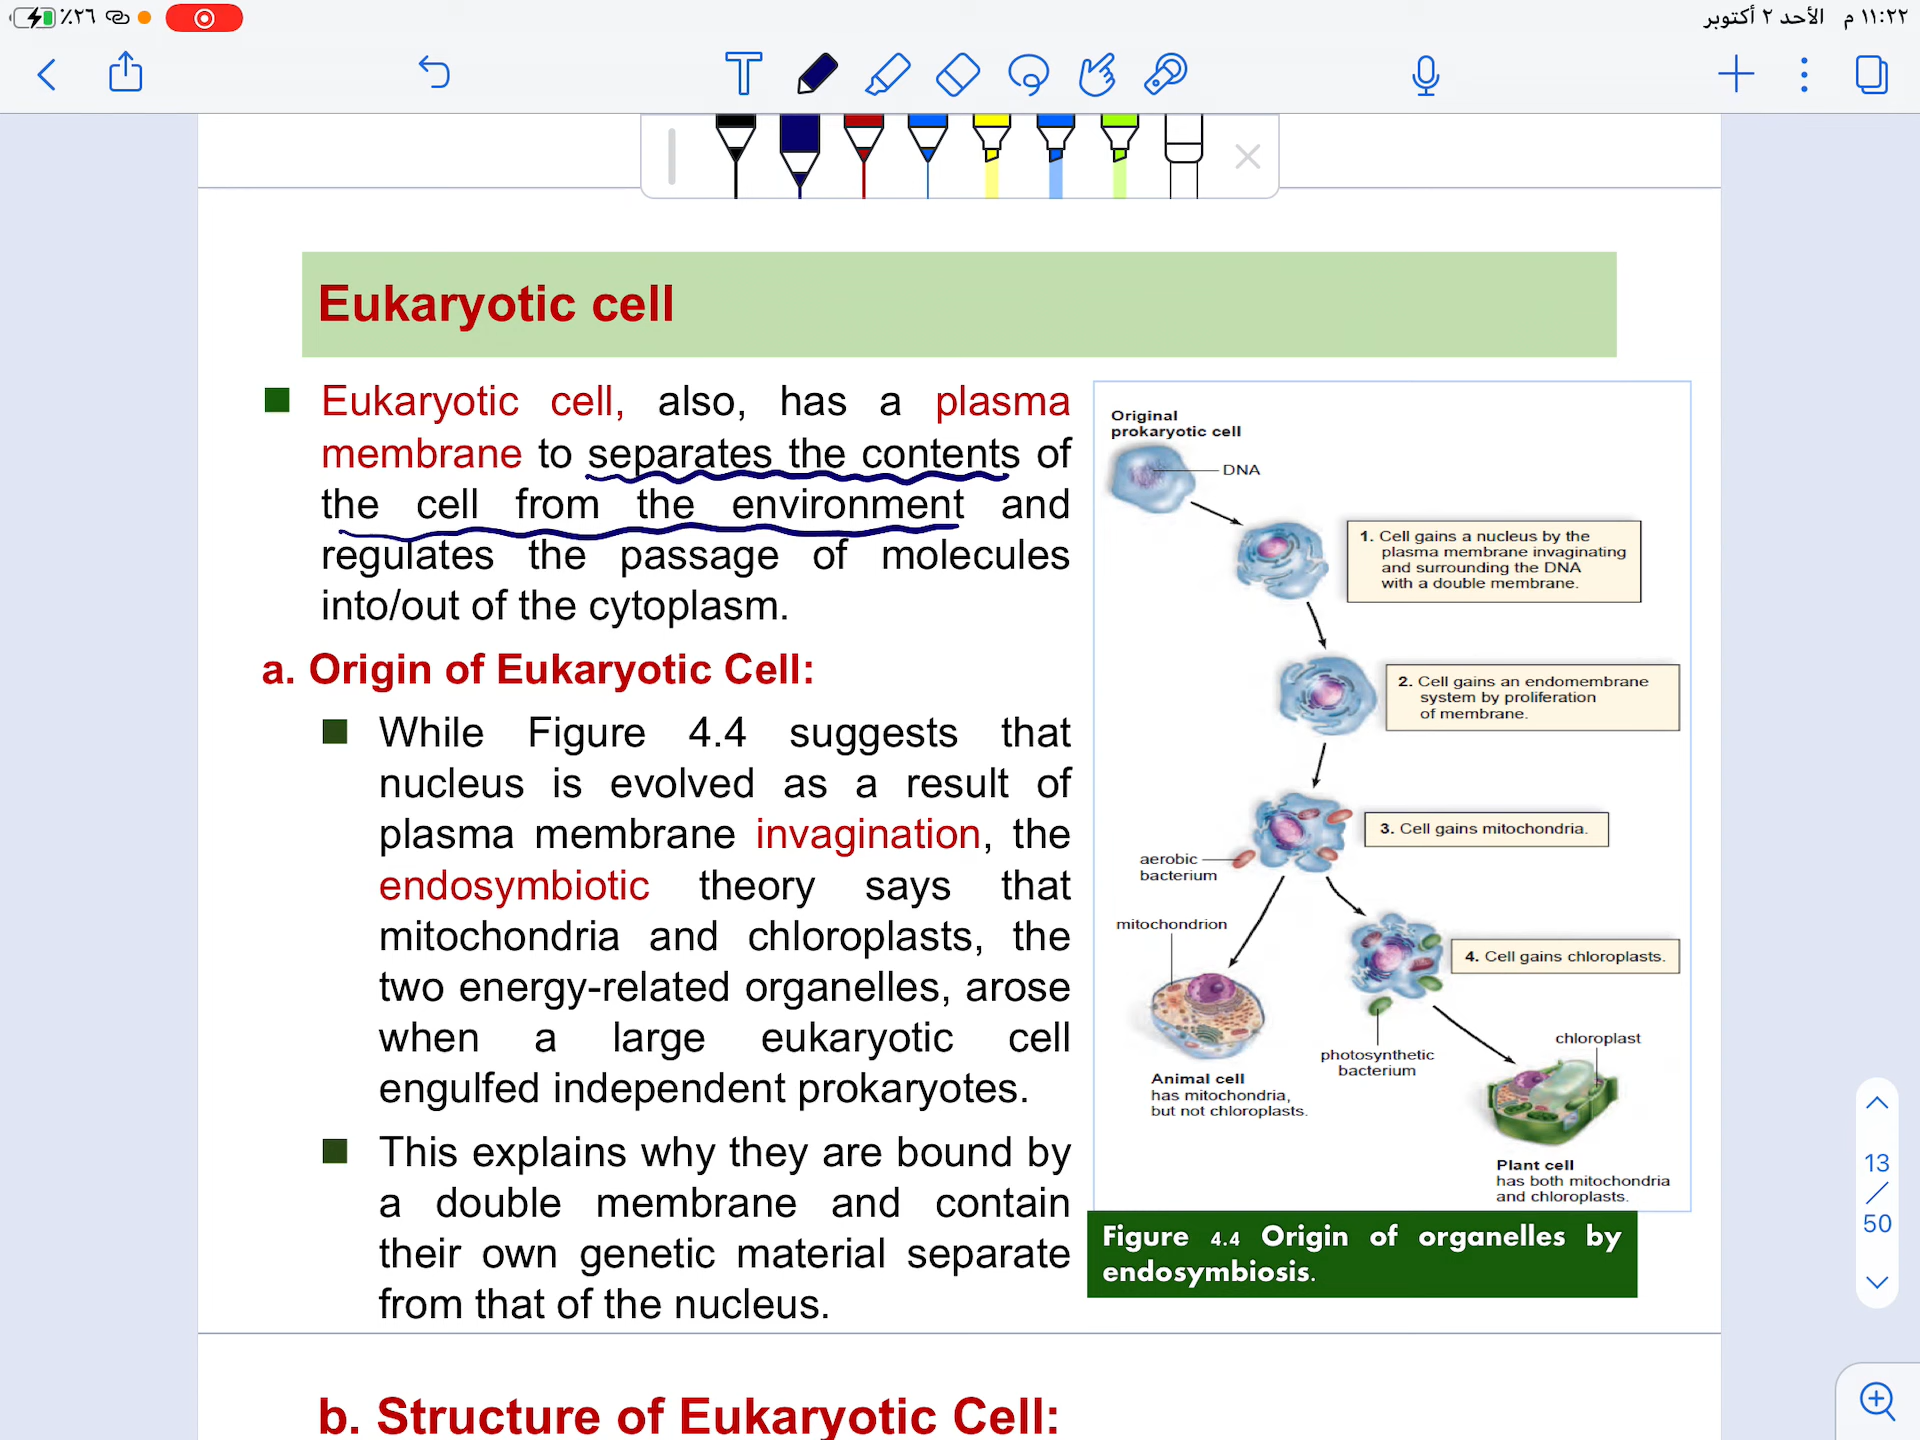 ٪٢٦
١١:٢٢ م الأحد ٢ أكتوبر
T
Eukaryotic cell
Eukaryotic cell, also, has a plasma
membrane to separates the contents of
the cell from the environment and
regulates the passage of molecules
into/out of the cytoplasm.
a. Origin of Eukaryotic Cell:
While Figure 4.4 suggests that
nucleus is evolved as a result of
plasma membrane invagination, the
endosymbiotic theory says that
mitochondria and chloroplasts, the
two energy-related organelles, arose
when a large eukaryotic cell
engulfed independent prokaryotes.
This explains why they are bound by
a double membrane and contain
their own genetic material separate
from that of the nucleus.
Original
prokaryotic cell
DNA
1. Cell gains a nucleus by the
plasma membrane invaginating
and surrounding the DNA
with a double membrane.
2. Cell gains an endomembrane
system by proliferation
of membrane.
3. Cell gains mitochondria.
aerobic
bacterium
mitochondrion
4. Cell gains chloroplasts.
photosynthetic
bacterium
chloroplast
Animal cell
has mitochondria,
but not chloroplasts.
Plant cell
has both mitochondria
and chloroplasts.
Figure 4.4 Origin of organelles by
endosymbiosis.
13
/
50
b. Structure of Eukaryotic Cell: